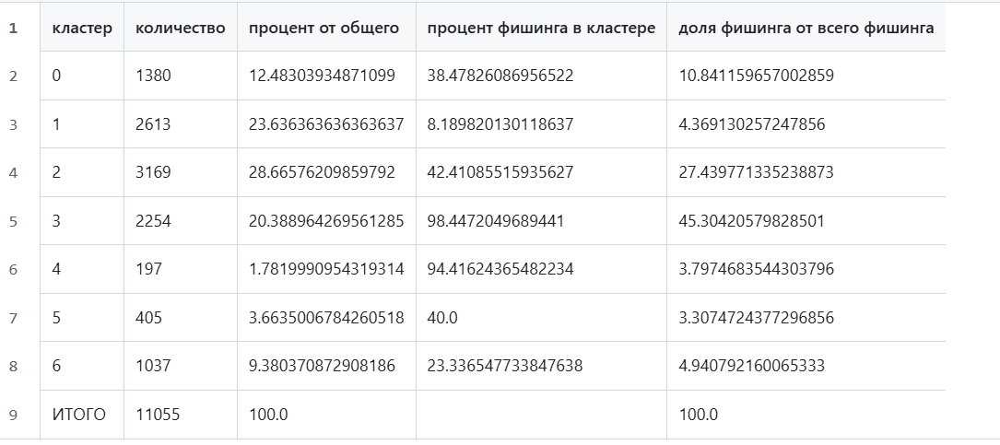 1 кластер количество процент от общего процент фишинга в кластере доля фишинга от всего фишинга
2 0 1380 12.48303934871099 38.47826086956522 10.841159657002859
3 1 2613 23.636363636363637 8.189820130118637 4.369130257247856
4 2 3169 28.66576209859792 42.41085515935627 27.439771335238873
5 3 2254 20.388964269561285 98.4472049689441 45.30420579828501
6 4 197 1.7819990954319314 94.41624365482234 3.7974683544303796
7 5 405 3.6635006784260518 40.0 3.3074724377296856
8 6 1037 9.380370872908186 23.336547733847638 4.940792160065333
9 ИТОГО 11055 100.0 100.0